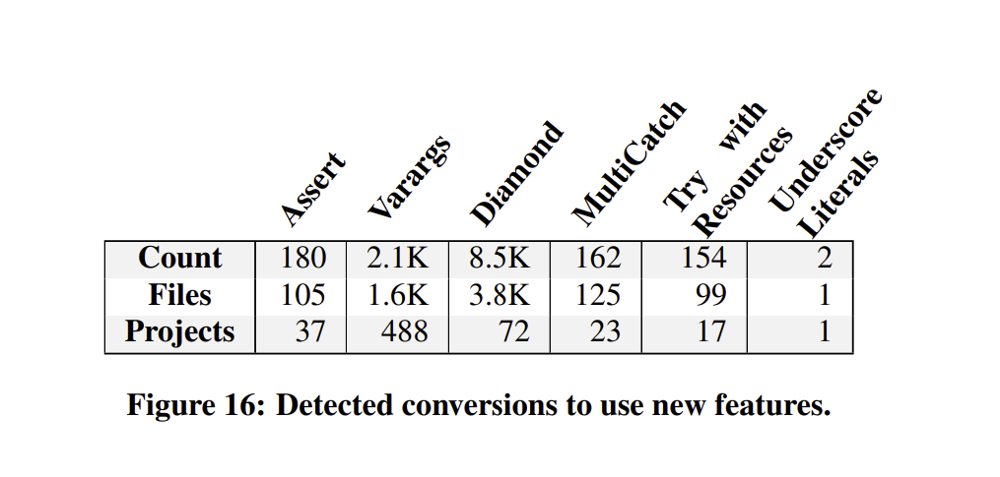 Assert Varargs Diamond MultiCatch Try with Resources Underscore Literals
Count 180 2.1K 8.5K 162 154 2
Files 105 1.6K 3.8K 125 99 1
Projects 37 488 72 23 17 1
Figure 16: Detected conversions to use new features.